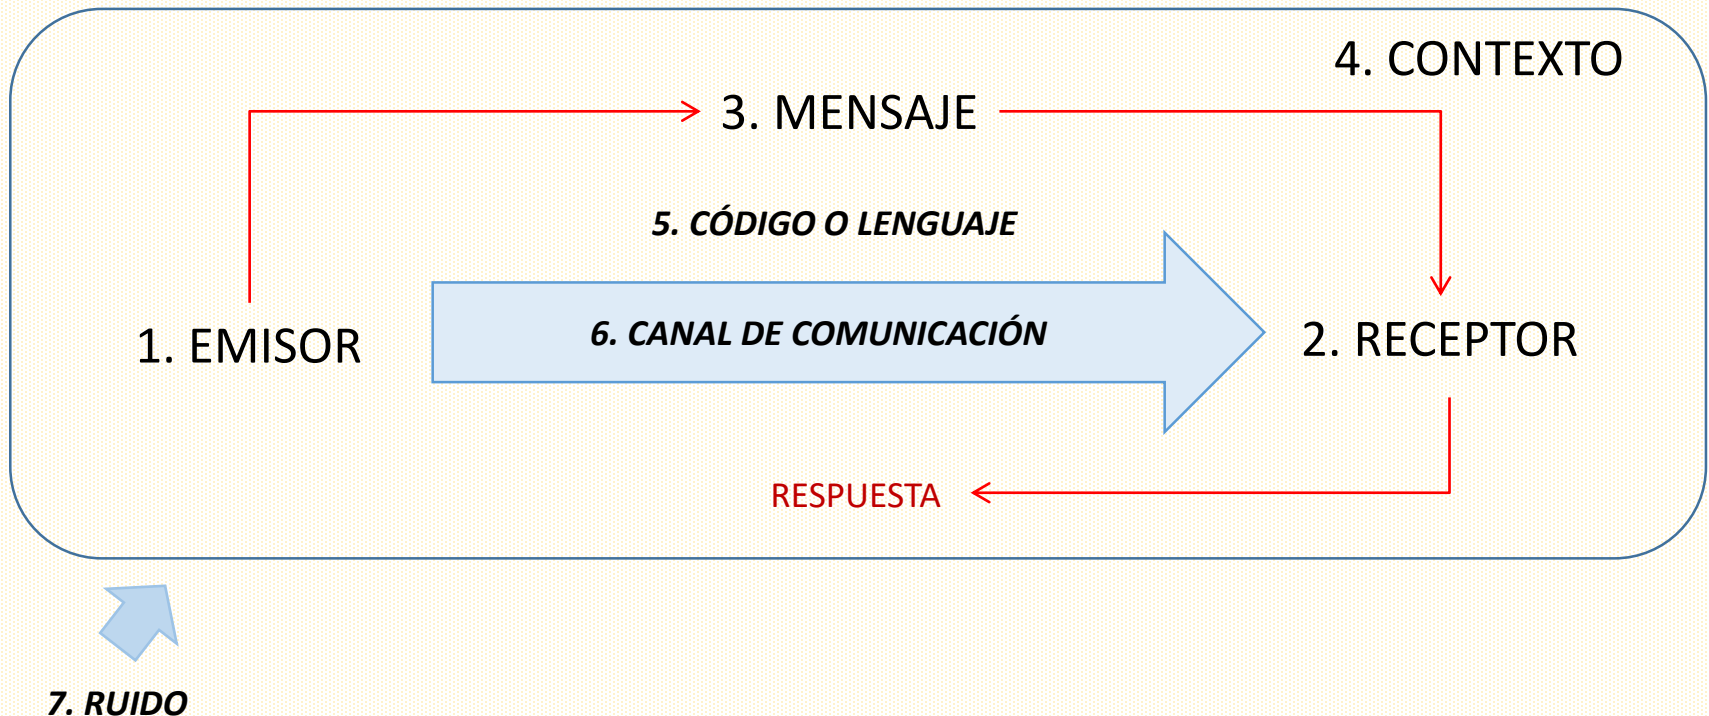 4. CONTEXTO
3. MENSAJE
5. CÓDIGO O LENGUAJE
6. CANAL DE COMUNICACIÓN
1. EMISOR
2. RECEPTOR
RESPUESTA
7. RUIDO